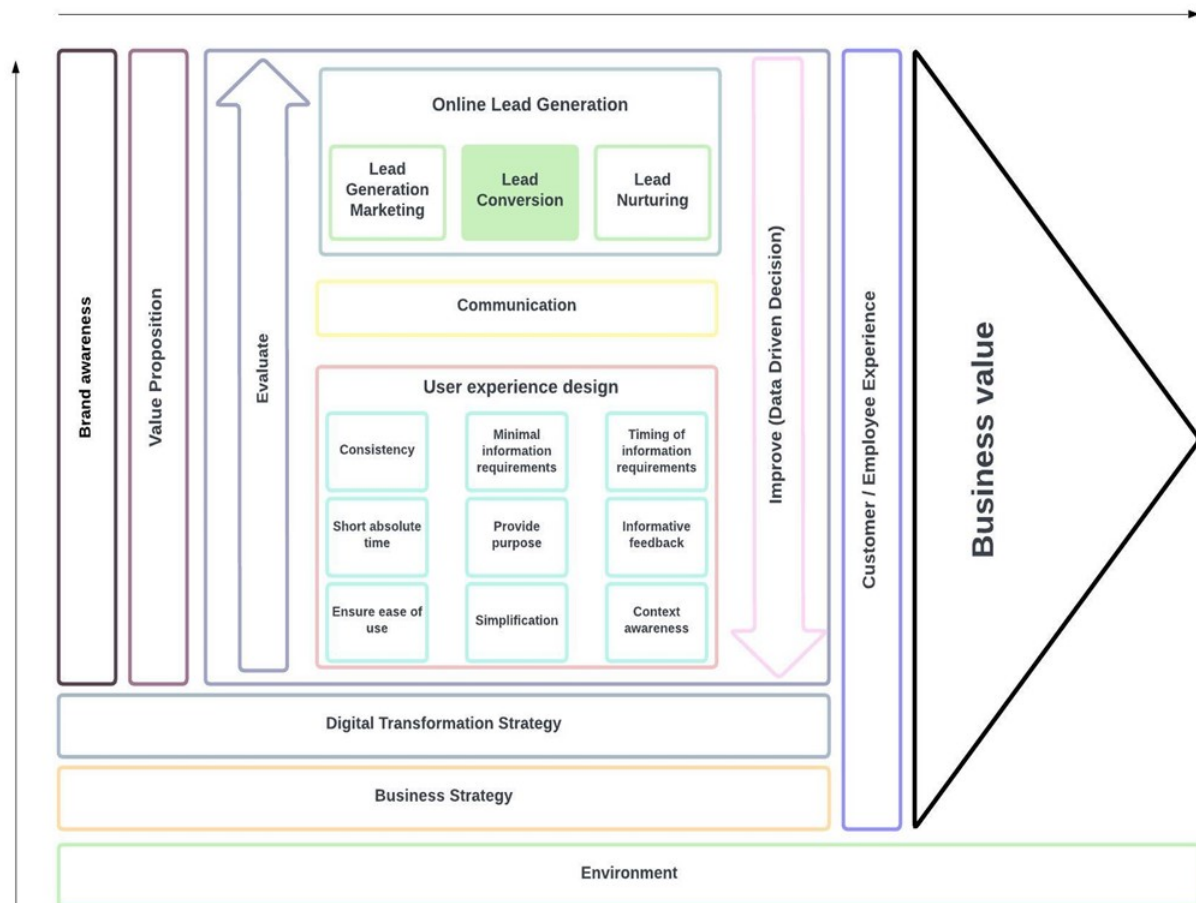 Brand awareness
Value Proposition
Evaluate
Online Lead Generation
Lead
Generation
Marketing
Lead
Conversion
Lead
Nurturing
Communication
User experience design
Consistency
Minimal
information
requirements
Timing of
information
requirements
Short absolute
time
Provide
purpose
Informative
feedback
Ensure ease of
use
Simplification
Context
awareness
Improve (Data Driven Decision)
Customer / Employee Experience
Business value
Digital Transformation Strategy
Business Strategy
Environment